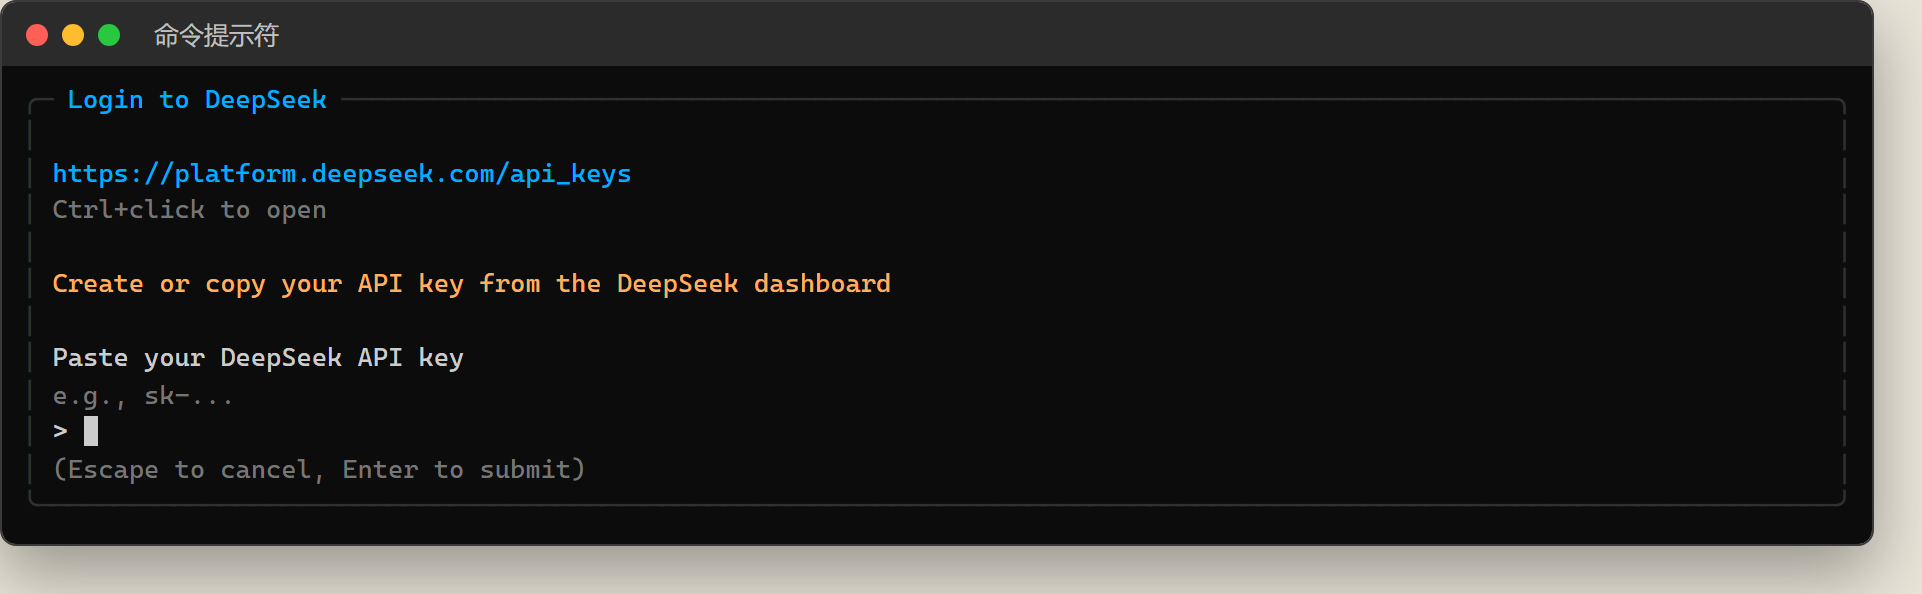 命令提示符
Login to DeepSeek
https://platform.deepseek.com/api_keys
Ctrl+click to open
Create or copy your API key from the DeepSeek dashboard
Paste your DeepSeek API key
e.g., sk-...
>
(Escape to cancel, Enter to submit)